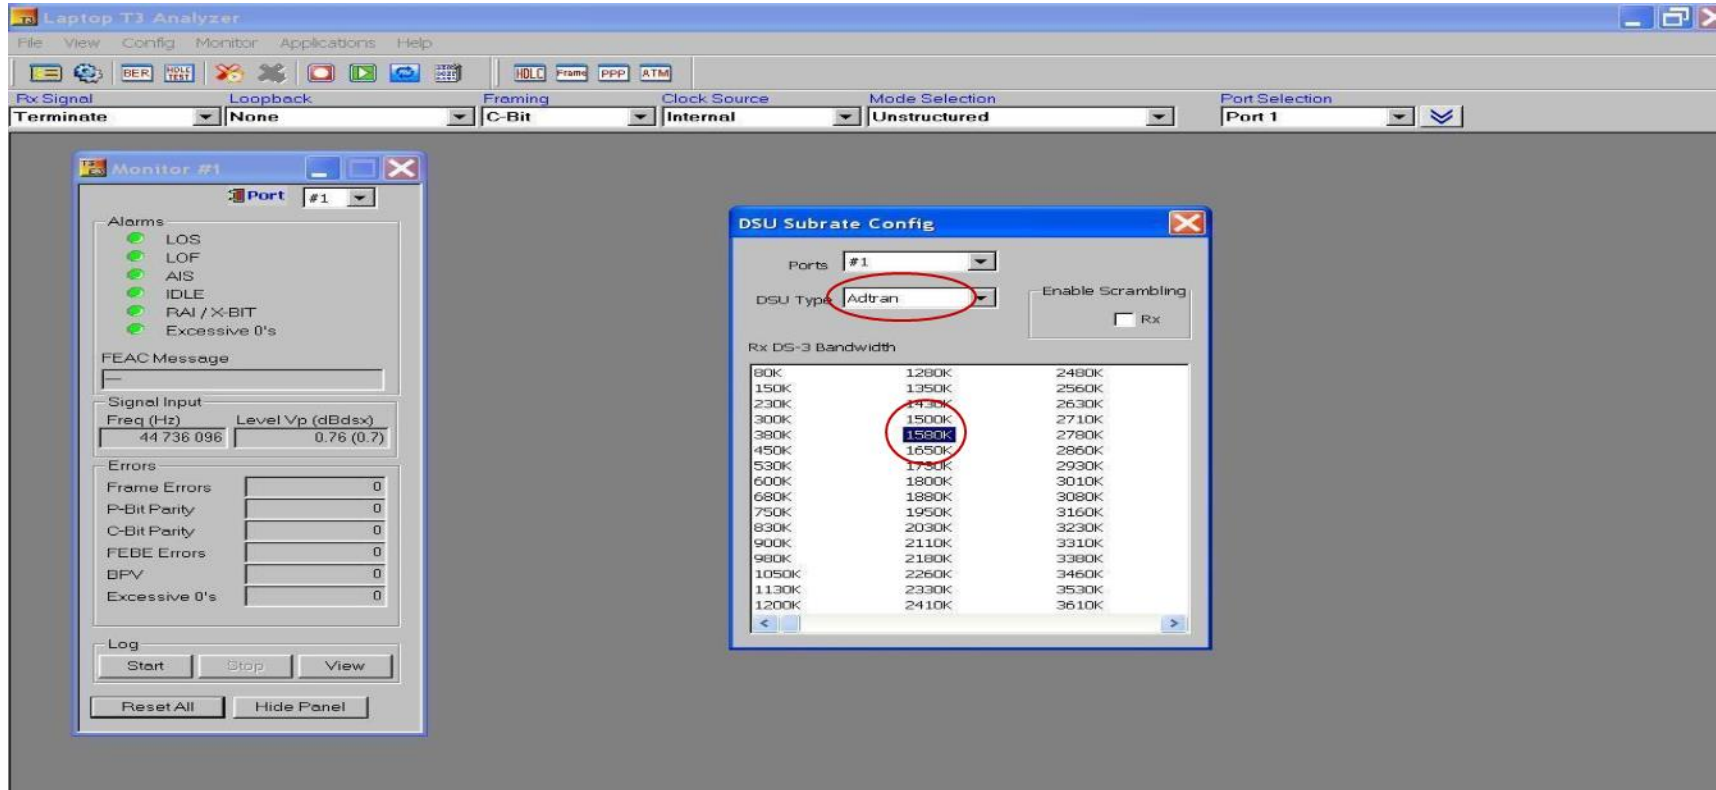 Laptop T3 Analyzer
File View Config Monitor Applications Help
BER HOLE TEST HDLC Frame PPP ATM
Rx Signal Loopback Framing Clock Source Mode Selection Port Selection
Terminate None C-Bit Internal Unstructured Port 1
Monitor #1
Port #1
Alarms
LOS
LOF
AIS
IDLE
RAI / X-BIT
Excessive 0's
FEAC Message
—
Signal Input
Freq (Hz) Level Vp (dBdsx)
44 736 096 0.76 (0.7)
Errors
Frame Errors 0
P-Bit Parity 0
C-Bit Parity 0
FEBE Errors 0
BPV 0
Excessive 0's 0
Log
Start Stop View
Reset All Hide Panel
DSU Subrate Config
Ports #1
DSU Type Adtran
Enable Scrambling
Rx
Rx DS-3 Bandwidth
80K 1280K 2480K
150K 1350K 2560K
230K 1430K 2630K
300K 1500K 2710K
380K 1580K 2780K
450K 1650K 2860K
530K 1730K 2930K
600K 1800K 3010K
680K 1880K 3080K
750K 1950K 3160K
830K 2030K 3230K
900K 2110K 3310K
980K 2180K 3380K
1050K 2260K 3460K
1130K 2330K 3530K
1200K 2410K 3610K